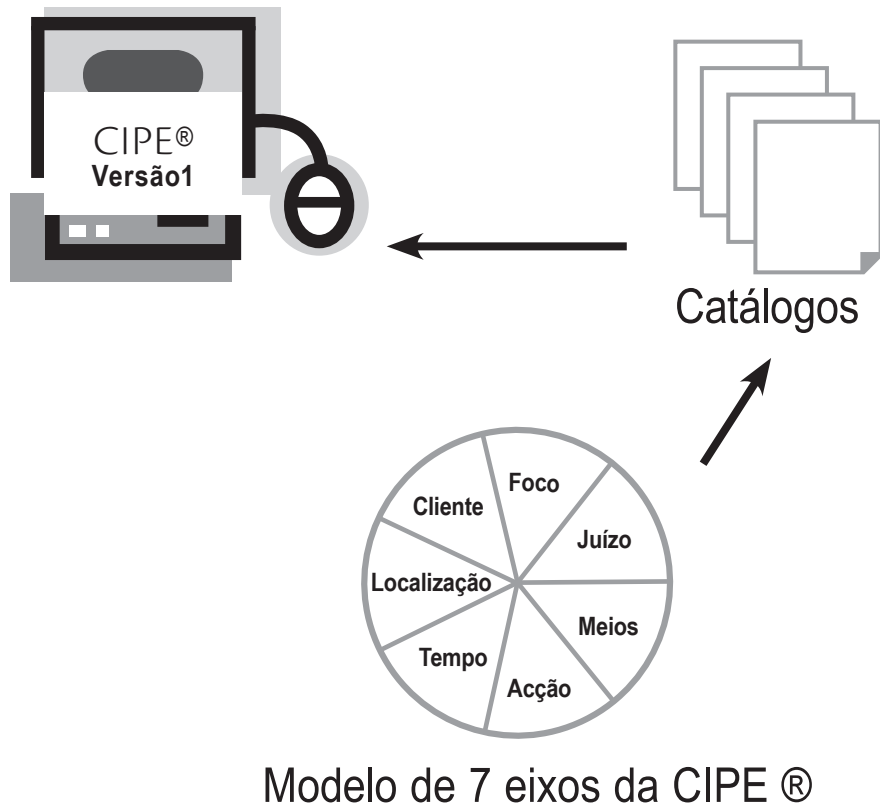 CIPE®
Versão1
Catálogos
Foco
Cliente
Juízo
Localização
Meios
Tempo
Acção
Modelo de 7 eixos da CIPE ®